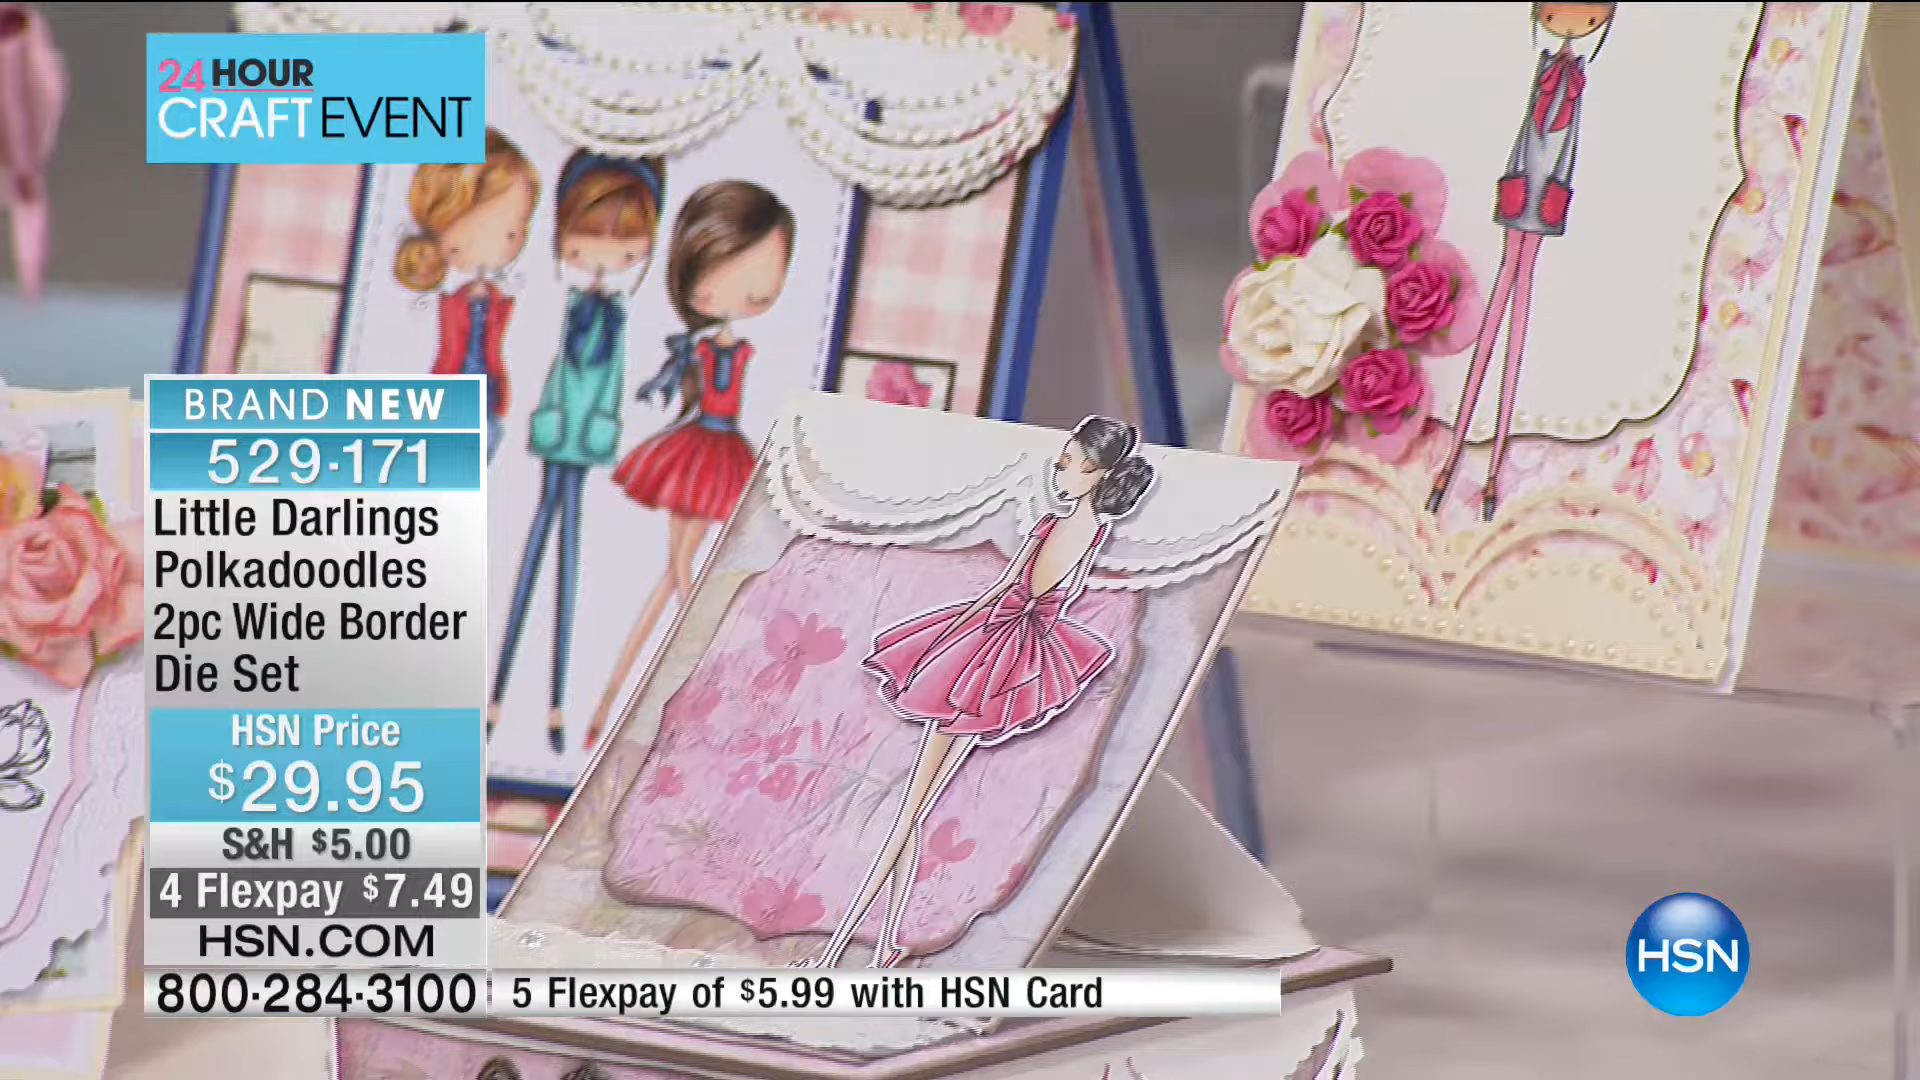 24 HOUR
CRAFT EVENT
BRAND NEW
529-171
Little Darlings
Polkadoodles
2pc Wide Border
Die Set
HSN Price
$29.95
S&H $5.00
4 Flexpay $7.49
HSN.COM
800·284·3100
5 Flexpay of $5.99 with HSN Card
HSN